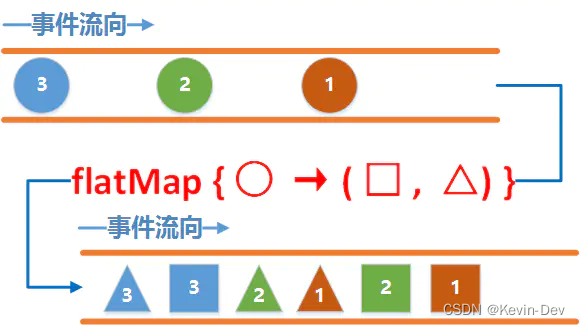 事件流向
3 2 1
flatMap { ○ → ( □ , △) }
事件流向
3 3 2 1 2 1
CSDN @Kevin-Dev